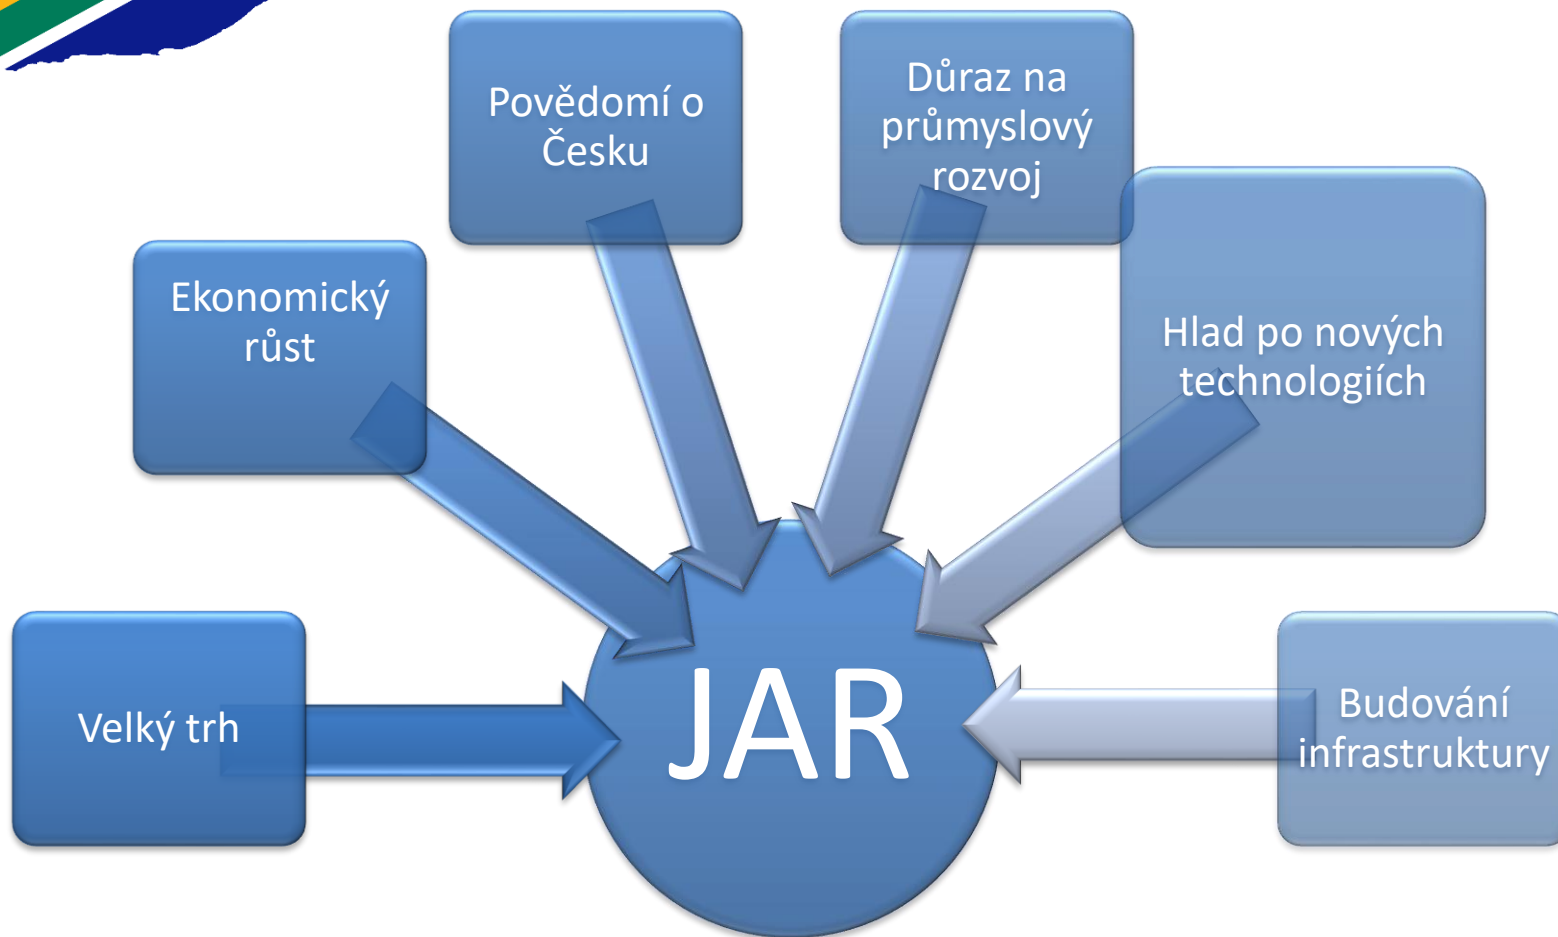 Povědomí o
Česku
Důraz na
průmyslový
rozvoj
Ekonomický
růst
Hlad po nových
technologiích
Velký trh
JAR
Budování
infrastruktury